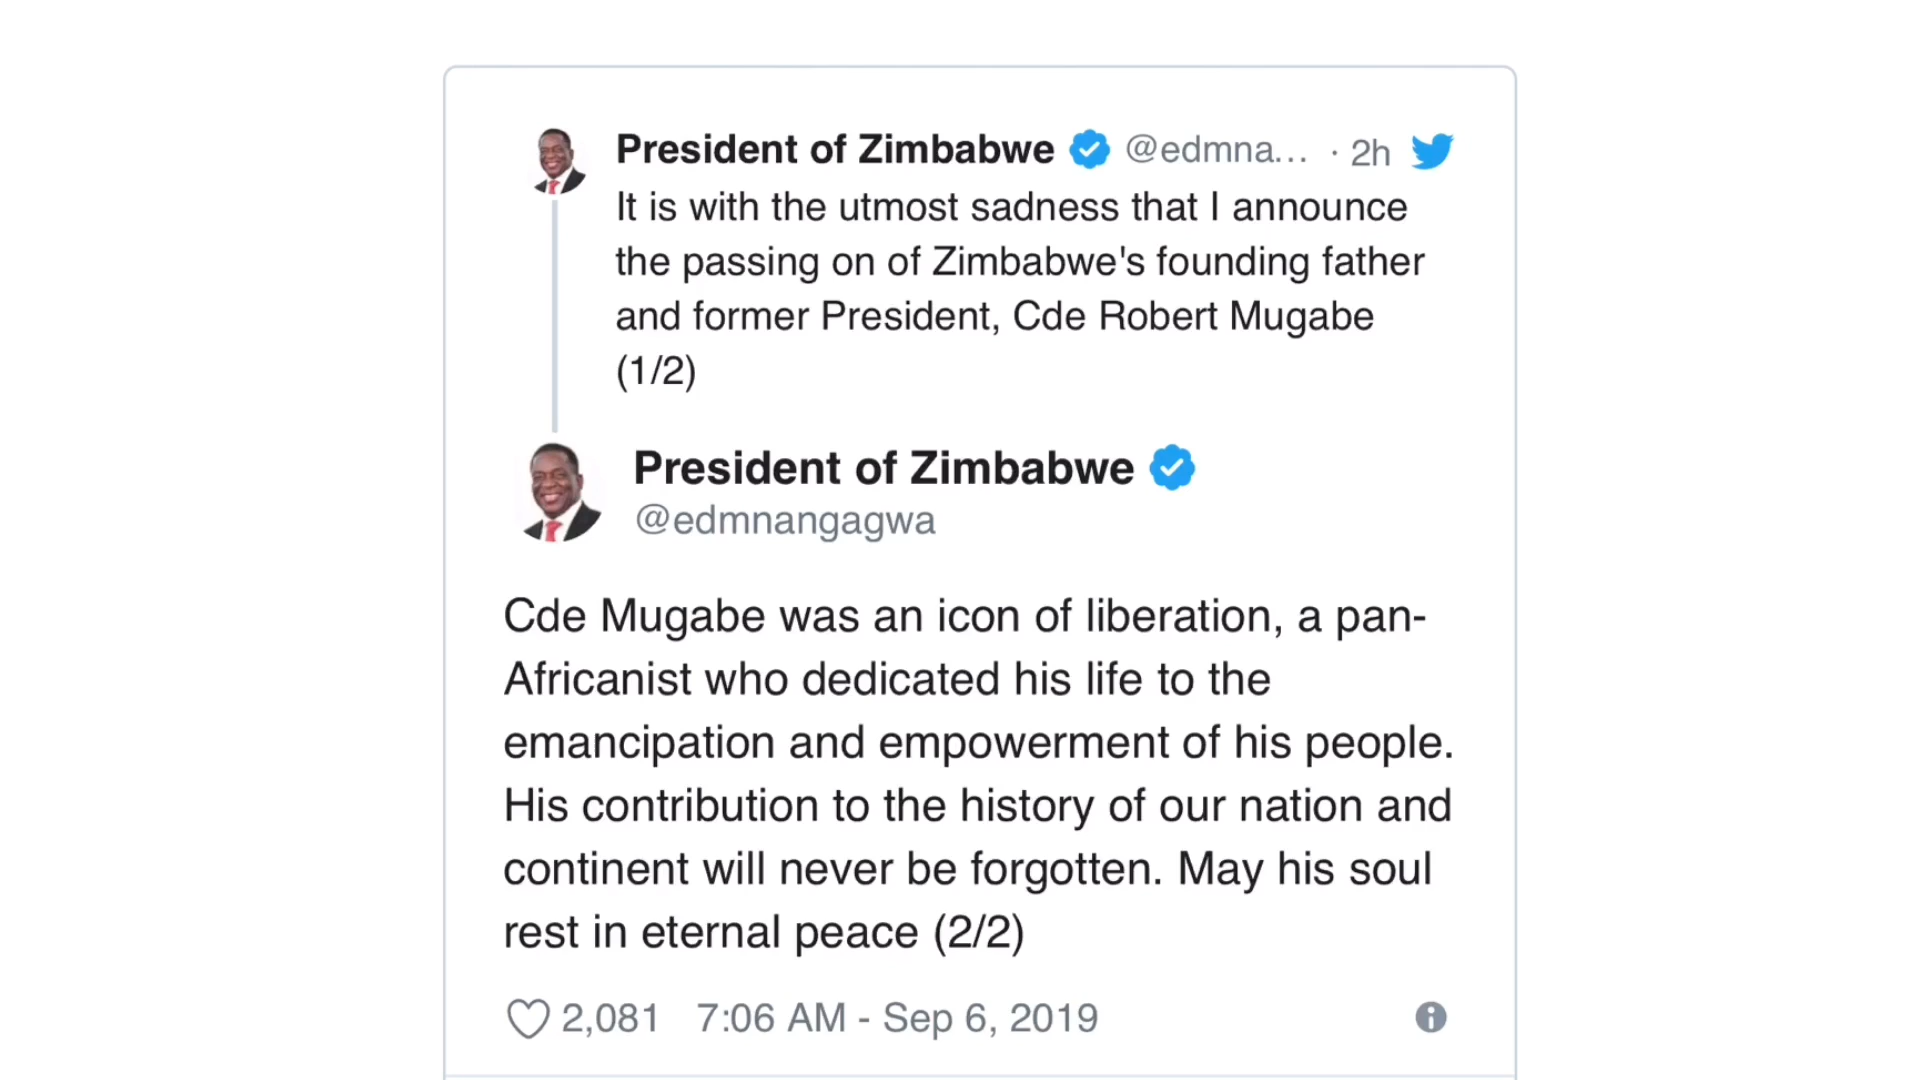 President of Zimbabwe @edmna... · 2h
It is with the utmost sadness that I announce
the passing on of Zimbabwe's founding father
and former President, Cde Robert Mugabe
(1/2)
President of Zimbabwe
@edmnangagwa
Cde Mugabe was an icon of liberation, a pan-
Africanist who dedicated his life to the
emancipation and empowerment of his people.
His contribution to the history of our nation and
continent will never be forgotten. May his soul
rest in eternal peace (2/2)
2,081 7:06 AM - Sep 6, 2019